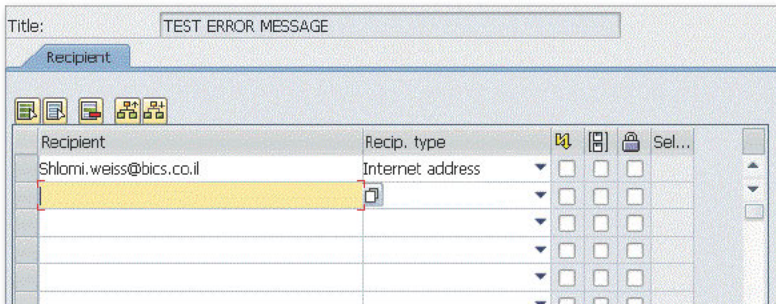 Title: TEST ERROR MESSAGE
Recipient
Recipient Recip. type Sel...
Shlomi.weiss@bics.co.il Internet address